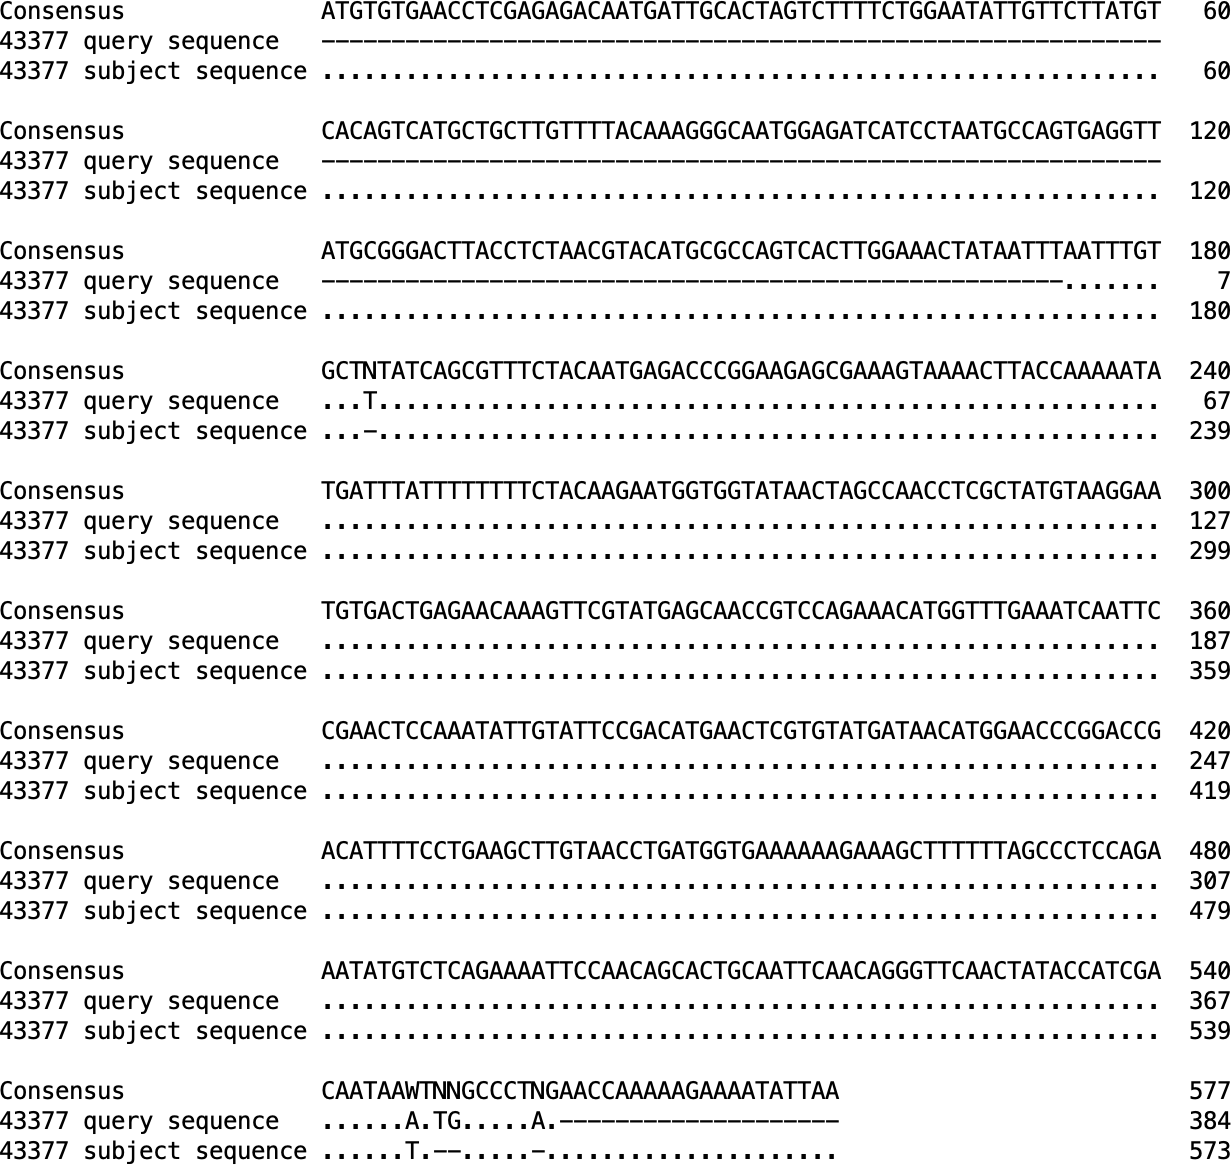 Consensus ATGTGTGAACCTCGAGAGACAATGATTGCACTAGTCTTTTCTGGAATATTGTTCTTATGT 60
43377 query sequence ------------------------------------------------------------
43377 subject sequence ............................................................ 60
Consensus CACAGTCATGCTGCTTGTTTTACAAAGGGCAATGGAGATCATCCTAATGCCAGTGAGGTT 120
43377 query sequence ------------------------------------------------------------
43377 subject sequence ............................................................ 120
Consensus ATGCGGGACTTACCTCTAACGTACATGCGCCAGTCACTTGGAAACTATAATTTAATTTGT 180
43377 query sequence -----------------------------------------------------....... 7
43377 subject sequence ............................................................ 180
Consensus GCTNTATCAGCGTTTCTACAATGAGACCCGGAAGAGCGAAAGTAAAACTTACCAAAAATA 240
43377 query sequence ...T........................................................ 67
43377 subject sequence ...-........................................................ 239
Consensus TGATTTATTTTTTTTCTACAAGAATGGTGGTATAACTAGCCAACCTCGCTATGTAAGGAA 300
43377 query sequence ............................................................ 127
43377 subject sequence ............................................................ 299
Consensus TGTGACTGAGAACAAAGTTCGTATGAGCAACCGTCCAGAAACATGGTTTGAAATCAATTC 360
43377 query sequence ............................................................ 187
43377 subject sequence ............................................................ 359
Consensus CGAACTCCAAATATTGTATTCCGACATGAACTCGTGTATGATAACATGGAACCCGGACCG 420
43377 query sequence ............................................................ 247
43377 subject sequence ............................................................ 419
Consensus ACATTTTCCTGAAGCTTGTAACCTGATGGTGAAAAAAGAAAGCTTTTTTAGCCCTCCAGA 480
43377 query sequence ............................................................ 307
43377 subject sequence ............................................................ 479
Consensus AATATGTCTCAGAAAATTCCAACAGCACTGCAATTCAACAGGGTTCAACTATACCATCGA 540
43377 query sequence ............................................................ 367
43377 subject sequence ............................................................ 539
Consensus CAATAAWTNNGCCCTNGAACCAAAAAGAAAATATTAA 577
43377 query sequence ......A.TG.....A.-------------------- 384
43377 subject sequence ......T.--.....-..................... 573